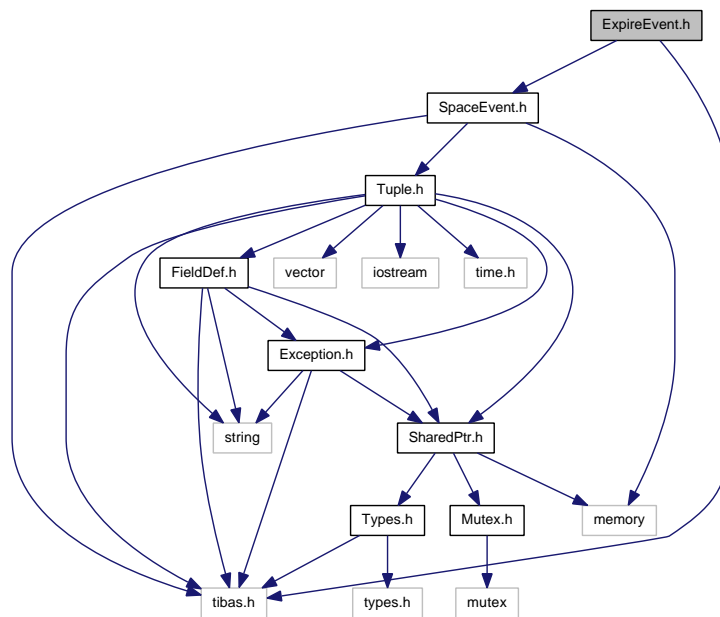 ExpireEvent.h
SpaceEvent.h
Tuple.h
FieldDef.h
vector
iostream
time.h
Exception.h
string
SharedPtr.h
Types.h
Mutex.h
memory
tibas.h
types.h
mutex